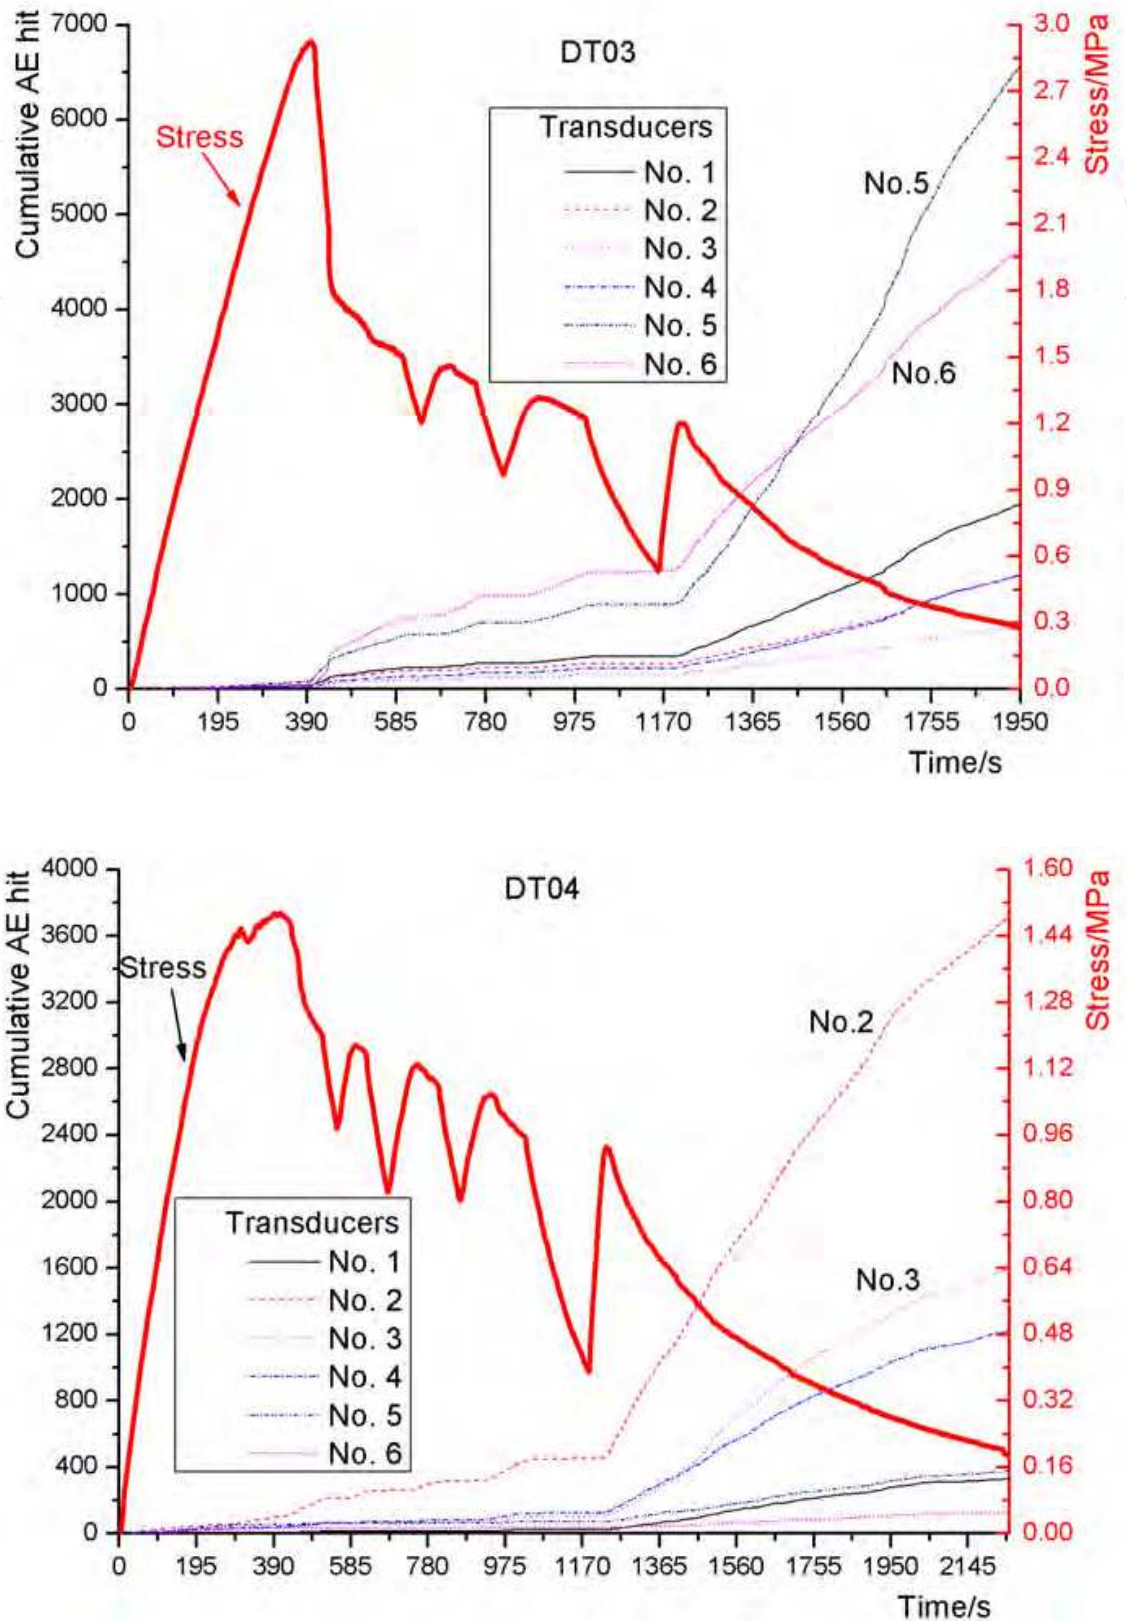 DT03
Cumulative AE hit
Stress/MPa
7000
6000
5000
4000
3000
2000
1000
0
3.0
2.7
2.4
2.1
1.8
1.5
1.2
0.9
0.6
0.3
0.0
Stress
Transducers
No. 1
No. 2
No. 3
No. 4
No. 5
No. 6
No.5
No.6
0 195 390 585 780 975 1170 1365 1560 1755 1950
Time/s
DT04
Cumulative AE hit
Stress/MPa
4000
3600
3200
2800
2400
2000
1600
1200
800
400
0
1.60
1.44
1.28
1.12
0.96
0.80
0.64
0.48
0.32
0.16
0.00
Stress
No.2
No.3
Transducers
No. 1
No. 2
No. 3
No. 4
No. 5
No. 6
0 195 390 585 780 975 1170 1365 1560 1755 1950 2145
Time/s